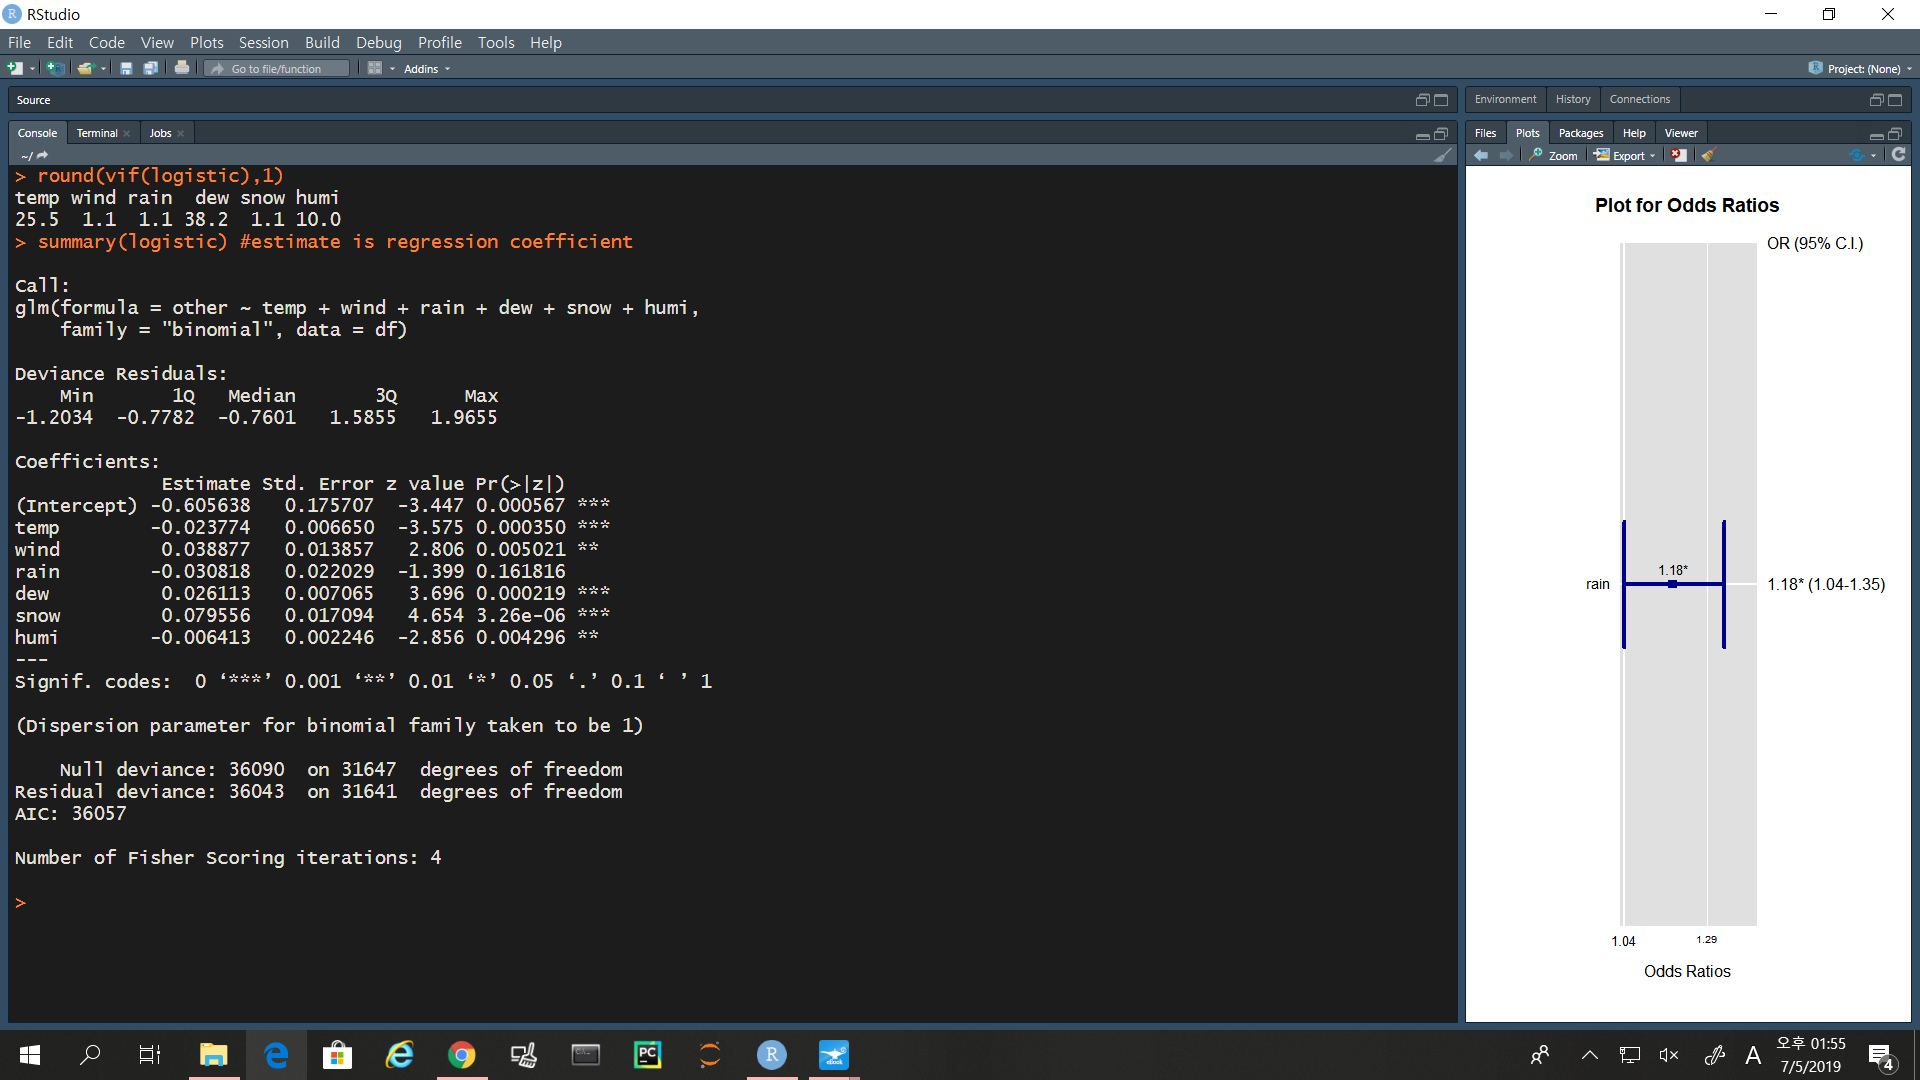 RStudio
File Edit Code View Plots Session Build Debug Profile Tools Help
Go to file/function Addins Project: (None)
Source
Environment History Connections
Console Terminal Jobs
Files Plots Packages Help Viewer
~/
Zoom Export
> round(vif(logistic),1)
temp wind rain  dew snow humi
25.5  1.1  1.1 38.2  1.1 10.0
> summary(logistic) #estimate is regression coefficient
Call:
glm(formula = other ~ temp + wind + rain + dew + snow + humi,
    family = "binomial", data = df)
Deviance Residuals:
    Min       1Q   Median       3Q      Max
-1.2034  -0.7782  -0.7601   1.5855   1.9655
Coefficients:
             Estimate Std. Error z value Pr(>|z|)
(Intercept) -0.605638   0.175707  -3.447 0.000567 ***
temp        -0.023774   0.006650  -3.575 0.000350 ***
wind         0.038877   0.013857   2.806 0.005021 **
rain        -0.030818   0.022029  -1.399 0.161816
dew          0.026113   0.007065   3.696 0.000219 ***
snow         0.079556   0.017094   4.654 3.26e-06 ***
humi        -0.006413   0.002246  -2.856 0.004296 **
---
Signif. codes:  0 ‘***’ 0.001 ‘**’ 0.01 ‘*’ 0.05 ‘.’ 0.1 ‘ ’ 1
(Dispersion parameter for binomial family taken to be 1)
    Null deviance: 36090  on 31647  degrees of freedom
Residual deviance: 36043  on 31641  degrees of freedom
AIC: 36057
Number of Fisher Scoring iterations: 4
>
Plot for Odds Ratios
OR (95% C.I.)
1.18*
rain
1.18* (1.04-1.35)
1.04 1.29
Odds Ratios
PC
R
A
오후 01:55
7/5/2019
4